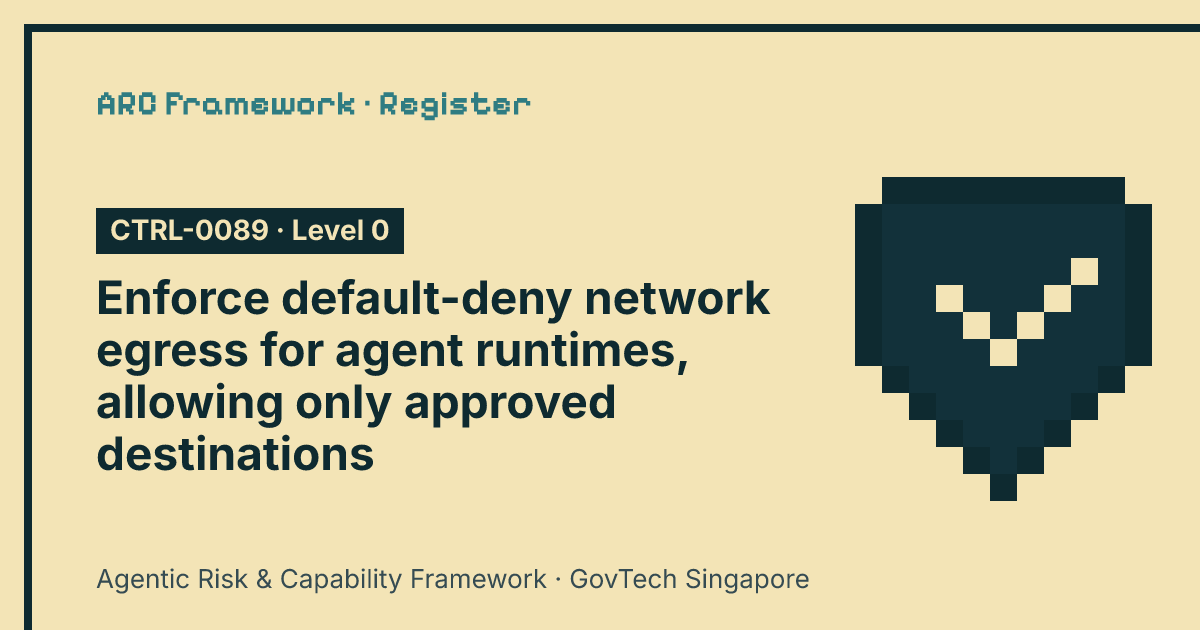 ARC Framework · Register
CTRL-0089 · Level 0
Enforce default-deny network
egress for agent runtimes,
allowing only approved
destinations
Agentic Risk & Capability Framework · GovTech Singapore